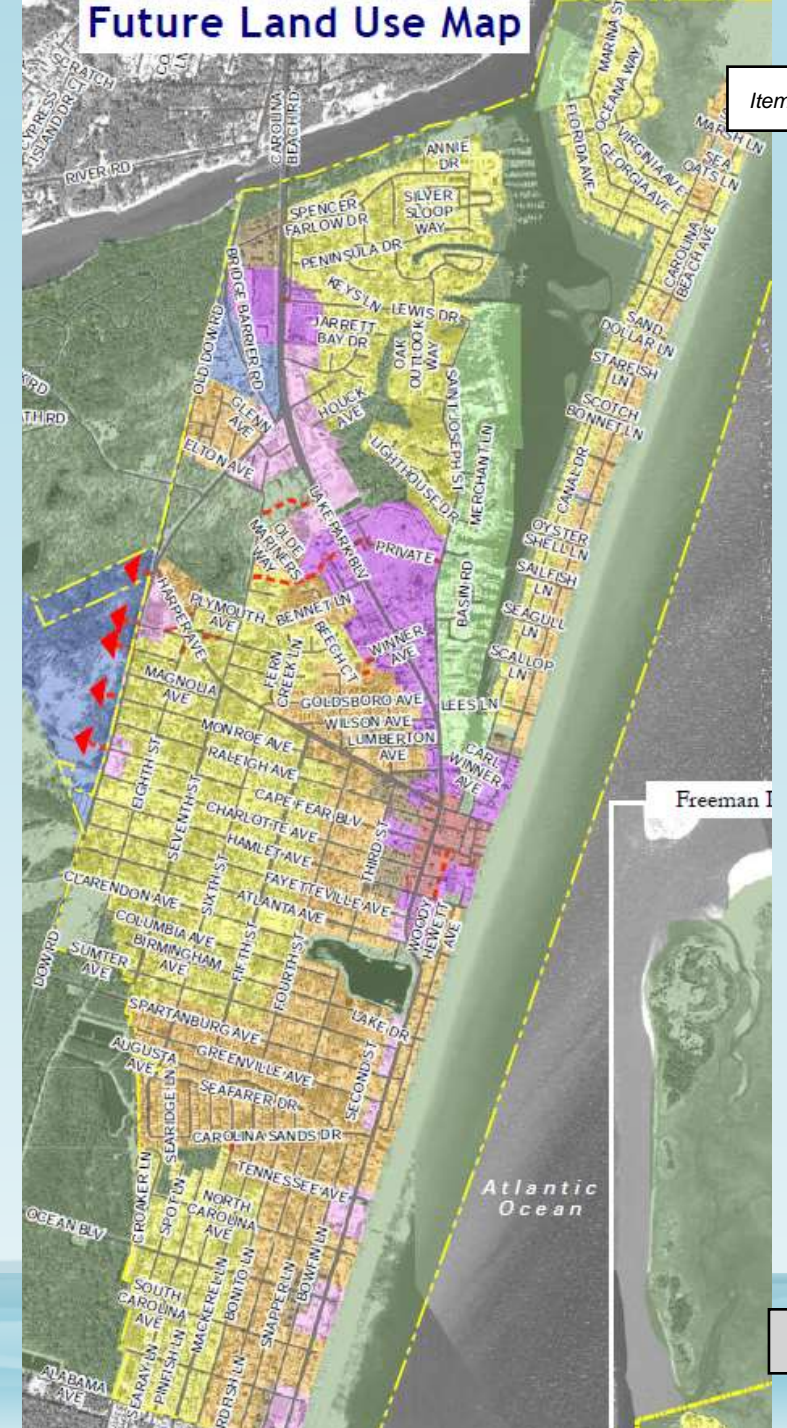 Future Land Use Map
Item
SCRATCH
CT
CYPRESS
ISLAND DR
RIVER RD
CAROLINA
BEACH RD
MARINA ST
OCEANA WAY
FLORIDA AVE
VIRGINIA AVE
GEORGIA AVE
MARSH LN
SEA
OATS LN
CAROLINA
BEACH AVE
ANNIE
DR
SPENCER
FARLOW DR
SILVER
SLOOP
WAY
PENINSULA DR
KEYS LN
LEWIS DR
JARRETT
BAY DR
OAK
OUTLOOK
WAY
BRIDGE BARRIER RD
OLD DOW RD
SAND
DOLLAR LN
STARFISH
LN
SCOTCH
BONNET LN
CANAL DR
GLENN
AVE
HOUCK
AVE
ELTON AVE
SAINT JOSEPH ST
MERCHANT LN
LIGHTHOUSE DR
LAKE PARK BLV
OLDE
MARINERS
WAY
PRIVATE
BASIN RD
OYSTER
SHELL LN
SAILFISH
LN
SEAGULL
LN
SCALLOP
LN
HARPER AVE
PLYMOUTH
AVE
BENNET LN
BEECH CT
WINNER
AVE
FERN
CREEK LN
MAGNOLIA
AVE
GOLDSBORO AVE
LEES LN
WILSON AVE
LUMBERTON
AVE
MONROE AVE
RALEIGH AVE
CARL
WINNER
AVE
EIGHTH ST
SEVENTH ST
SIXTH ST
CAPE FEAR BLV
CHARLOTTE AVE
HAMLET AVE
THIRD ST
FAYETTEVILLE AVE
ATLANTA AVE
CLARENDON AVE
COLUMBIA AVE
BIRMINGHAM
AVE
FIFTH ST
FOURTH ST
WOODY
HEWETT
AVE
Freeman
DOW RD
SUMTER
AVE
SPARTANBURG AVE
LAKE DR
AUGUSTA
AVE
GREENVILLE AVE
SECOND ST
SEAFARER DR
CAROLINA SANDS DR
SEARIDGE LN
CROAKER LN
SPOT LN
TENNESSEE AVE
NORTH
CAROLINA
AVE
Atlantic
Ocean
OCEAN BLV
SOUTH
CAROLINA
AVE
MACKEREL LN
BONITO LN
SNAPPER LN
BOWFIN LN
SEARAY LN
PINFISH LN
ALABAMA
AVE